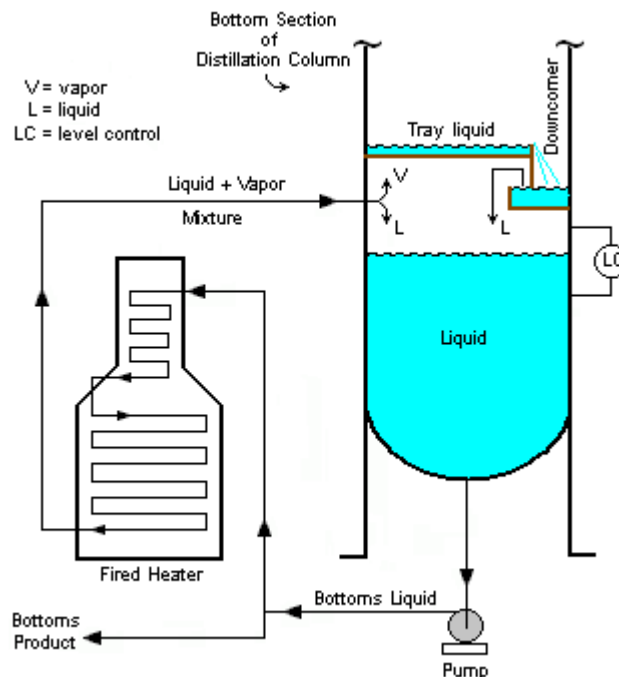 Bottom Section
of
Distillation Column
V = vapor
L = liquid
LC = level control
Downcorner
Tray liquid
V
L
L
Liquid + Vapor
Mixture
LC
Liquid
Fired Heater
Bottoms Liquid
Bottoms
Product
Pump